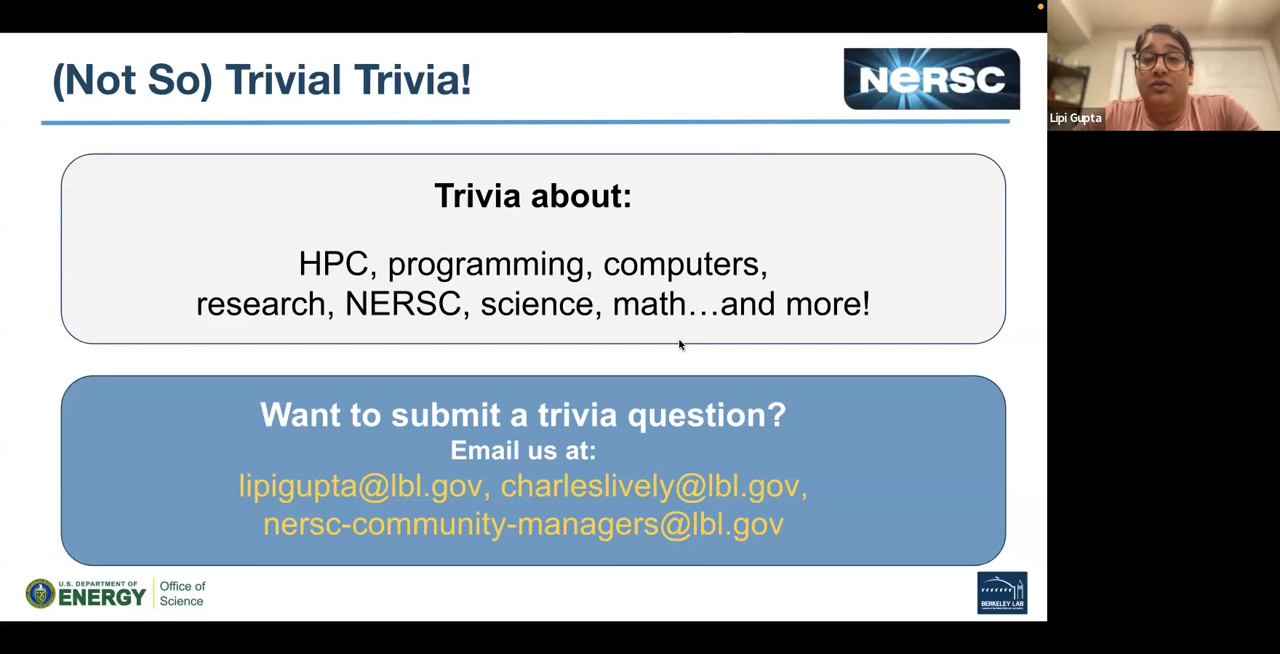 (Not So) Trivial Trivia!
NERSC
Lipi Gupta
Trivia about:
HPC, programming, computers,
research, NERSC, science, math…and more!
Want to submit a trivia question?
Email us at:
lipigupta@lbl.gov, charleslively@lbl.gov,
nersc-community-managers@lbl.gov
U.S. DEPARTMENT OF
ENERGY
Office of
Science
BERKELEY LAB